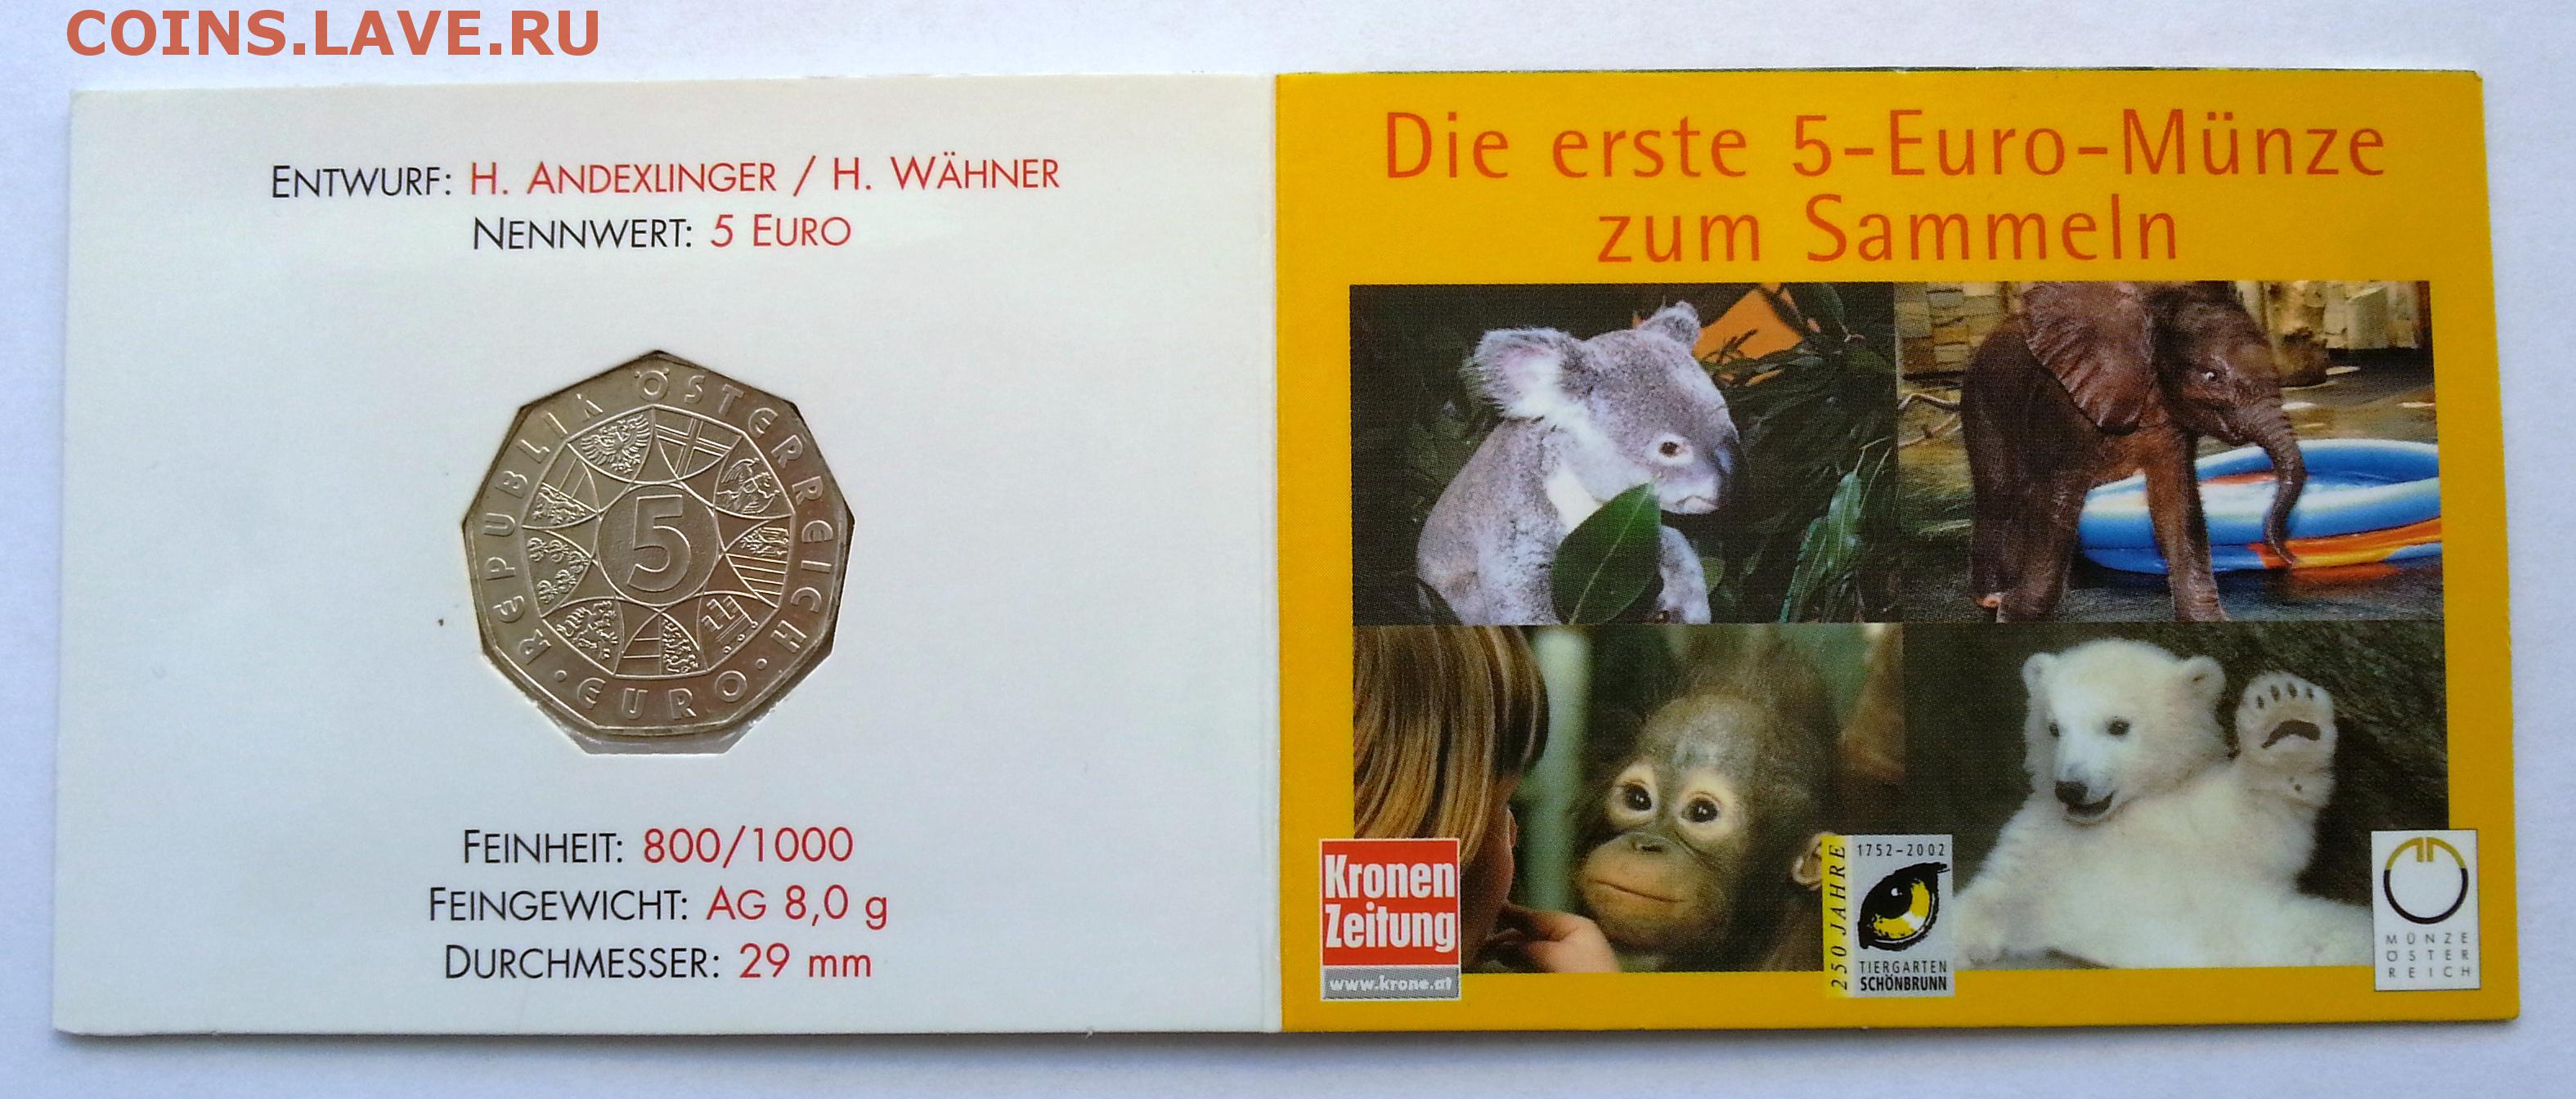 COINS.LAVE.RU
ENTWURF: H. ANDEXLINGER / H. WÄHNER
NENNWERT: 5 EURO
REPUBLIK ÖSTERREICH
5
· EURO ·
FEINHEIT: 800/1000
FEINGEWICHT: AG 8,0 g
DURCHMESSER: 29 mm
Die erste 5-Euro-Münze
zum Sammeln
Kronen
Zeitung
www.krone.at
250 JAHRE
1752-2002
TIERGARTEN
SCHÖNBRUNN
MÜNZE
ÖSTER
REICH